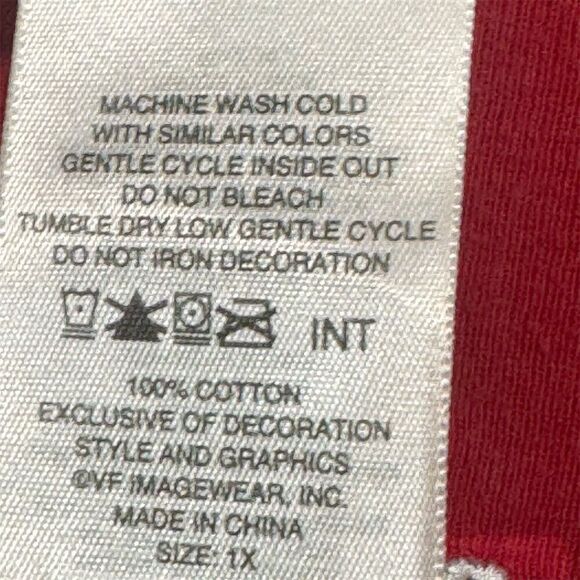 MACHINE WASH COLD
WITH SIMILAR COLORS
GENTLE CYCLE INSIDE OUT
DO NOT BLEACH
TUMBLE DRY LOW GENTLE CYCLE
DO NOT IRON DECORATION
INT
100% COTTON
EXCLUSIVE OF DECORATION
STYLE AND GRAPHICS
©VF IMAGEWEAR, INC.
MADE IN CHINA
SIZE: 1X